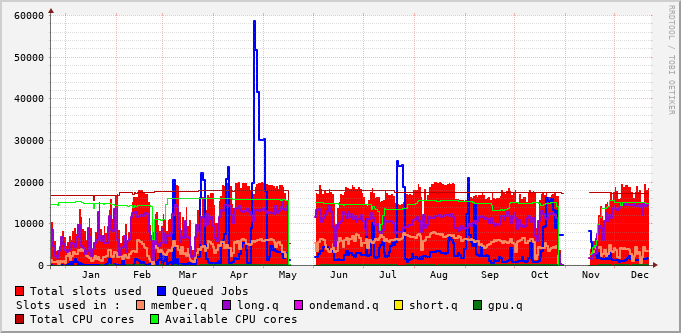 60000
50000
40000
30000
20000
10000
0
Jan Feb Mar Apr May Jun Jul Aug Sep Oct Nov Dec
Total slots used Queued Jobs
Slots used in : member.q long.q ondemand.q short.q gpu.q
Total CPU cores Available CPU cores
RRDTOOL / TOBI OETIKER